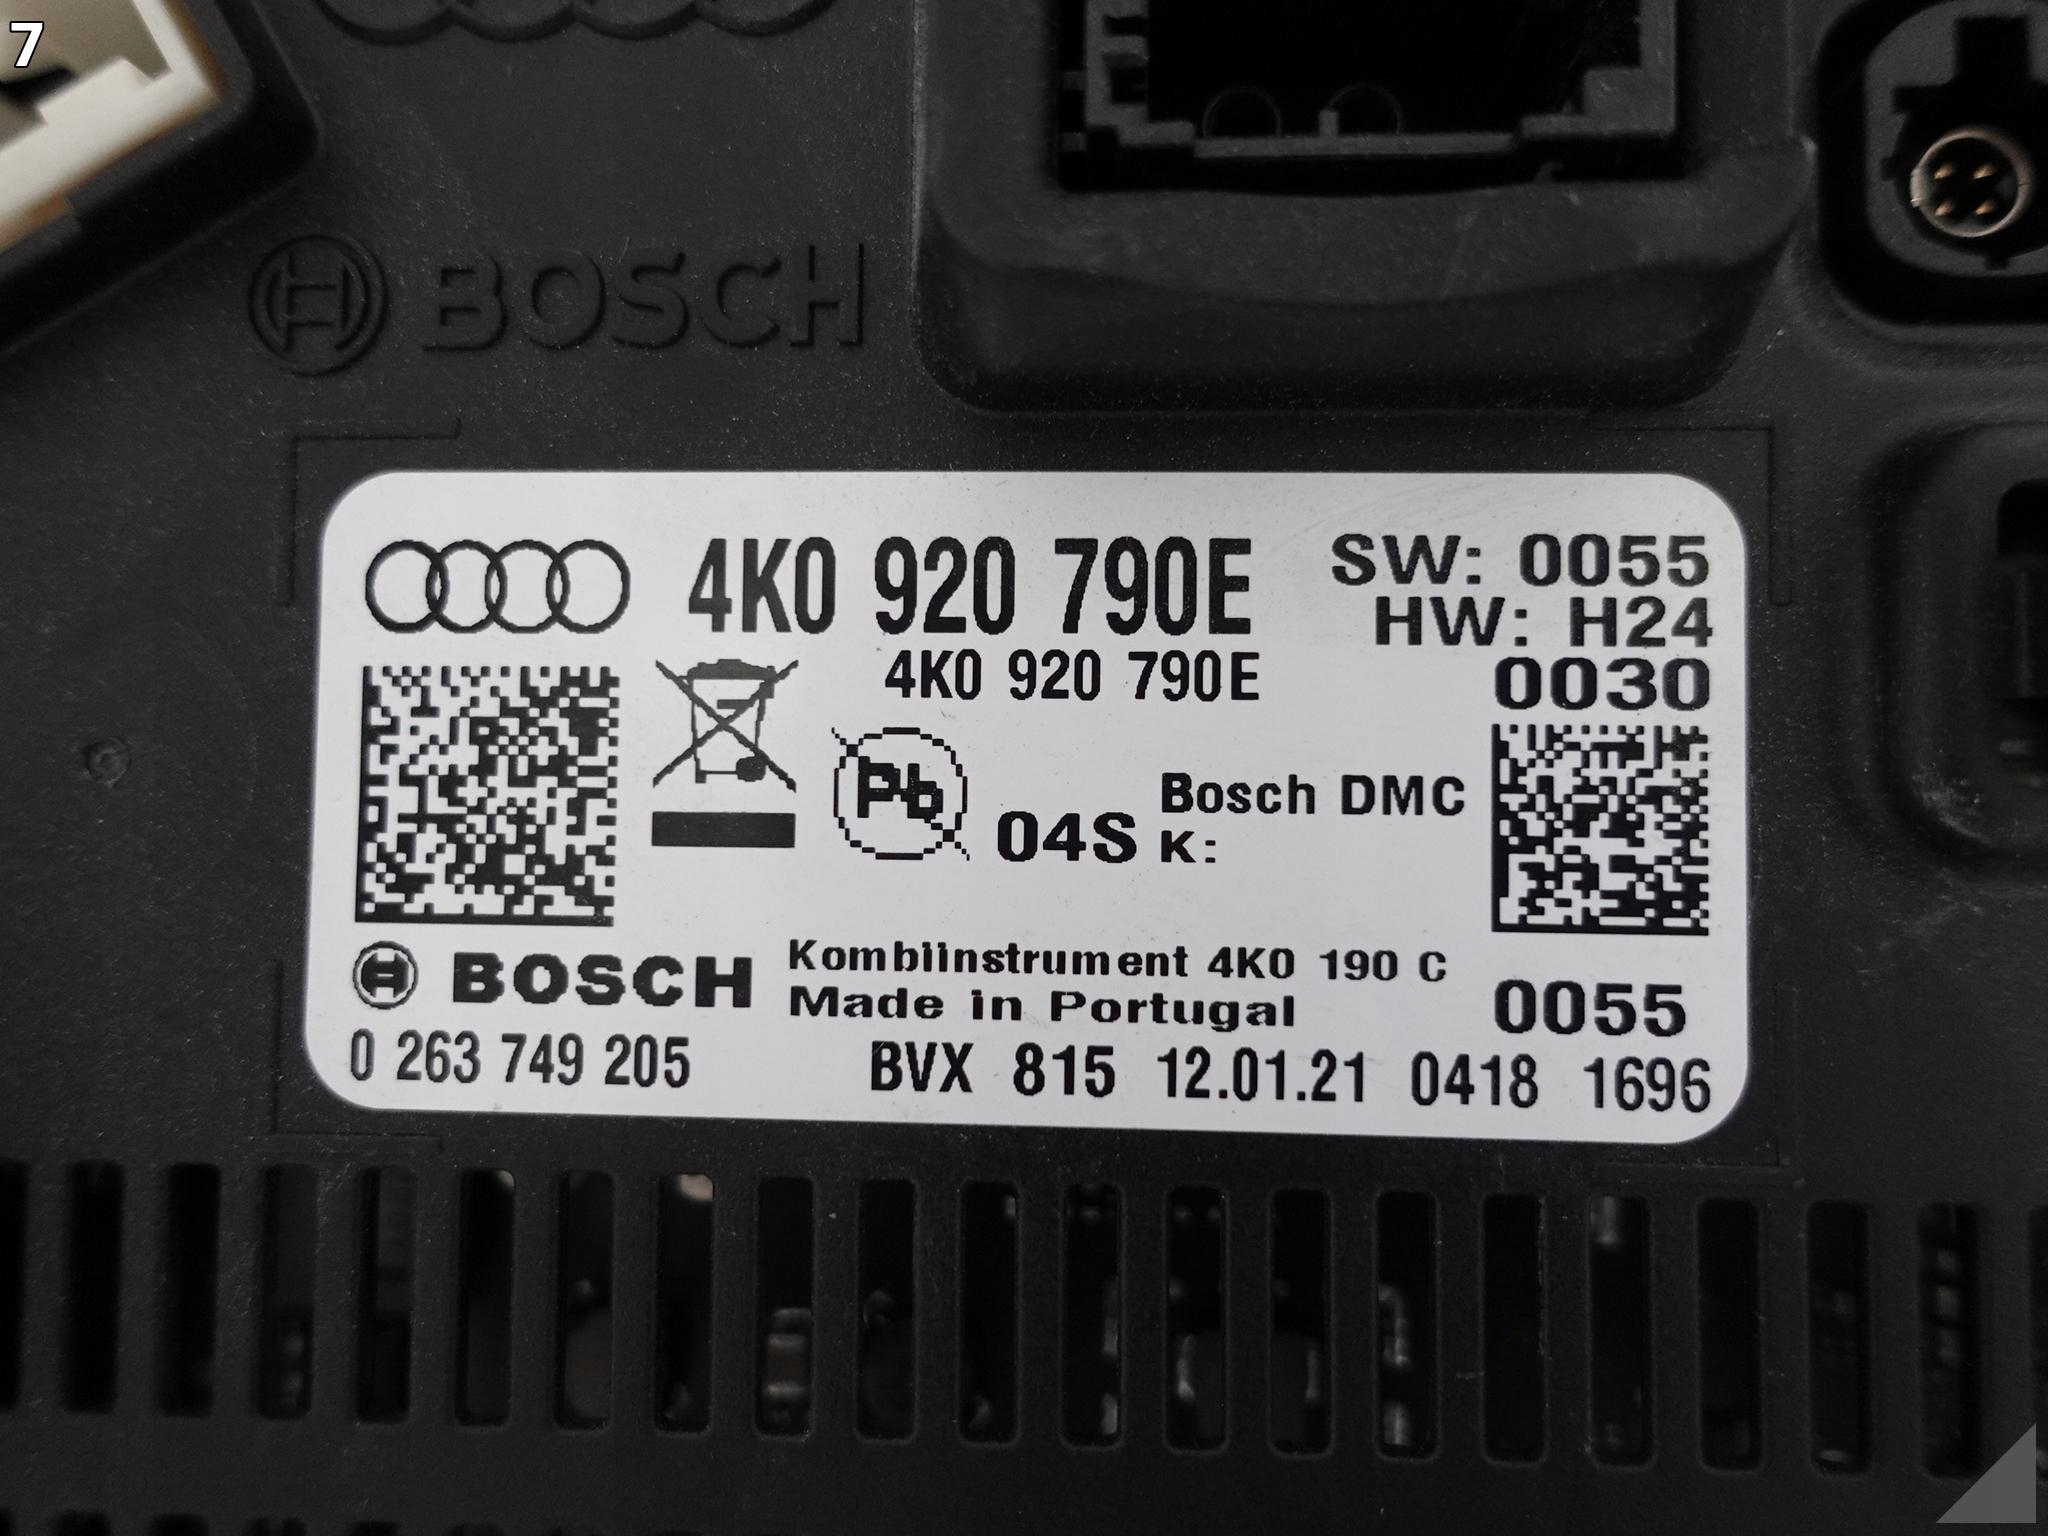 7
BOSCH
4K0 920 790E
SW: 0055
HW: H24
4K0 920 790E
0030
Pb
04S
Bosch DMC
K:
BOSCH
Kombiinstrument 4K0 190 C
Made in Portugal
0055
0 263 749 205
BVX 815 12.01.21 0418 1696